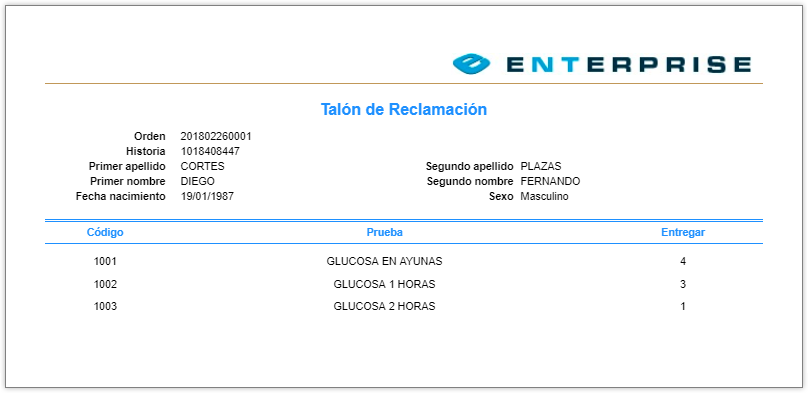 ENTERPRISE
Talón de Reclamación
Orden 201802260001
Historia 1018408447
Primer apellido CORTES Segundo apellido PLAZAS
Primer nombre DIEGO Segundo nombre FERNANDO
Fecha nacimiento 19/01/1987 Sexo Masculino
Código Prueba Entregar
1001 GLUCOSA EN AYUNAS 4
1002 GLUCOSA 1 HORAS 3
1003 GLUCOSA 2 HORAS 1